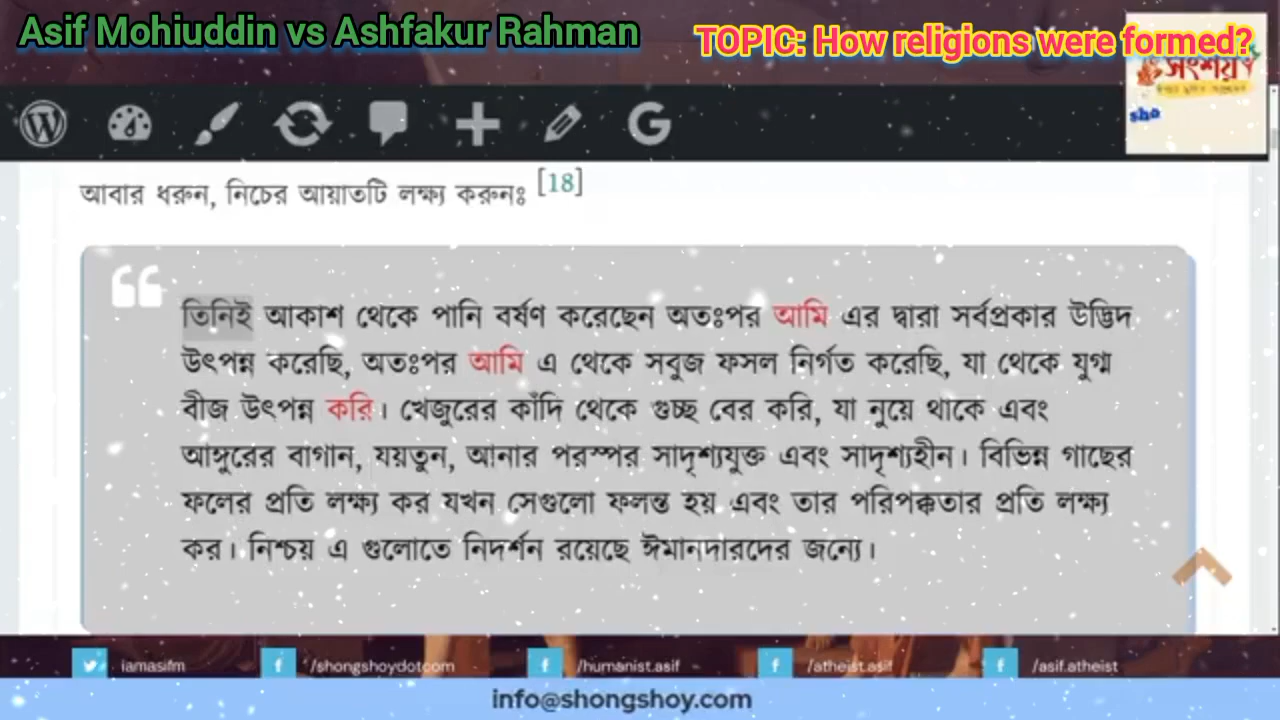 Asif Mohiuddin vs Ashfakur Rahman
TOPIC: How religions were formed?
সংশয়
sho
আবার ধরুন, নিচের আয়াতটি লক্ষ্য করুনঃ [18]
তিনিই আকাশ থেকে পানি বর্ষণ করেছেন অতঃপর আমি এর দ্বারা সর্বপ্রকার উদ্ভিদ
উৎপন্ন করেছি, অতঃপর আমি এ থেকে সবুজ ফসল নির্গত করেছি, যা থেকে যুগ্ম
বীজ উৎপন্ন করি। খেজুরের কাঁদি থেকে গুচ্ছ বের করি, যা নুয়ে থাকে এবং
আঙ্গুরের বাগান, যয়তুন, আনার পরস্পর সাদৃশ্যযুক্ত এবং সাদৃশ্যহীন। বিভিন্ন গাছের
ফলের প্রতি লক্ষ্য কর যখন সেগুলো ফলন্ত হয় এবং তার পরিপক্কতার প্রতি লক্ষ্য
কর। নিশ্চয় এ গুলোতে নিদর্শন রয়েছে ঈমানদারদের জন্যে।
iamasifm
/shongshoydotcom
/humanist.asif
/atheist.asif
/asif.atheist
info@shongshoy.com